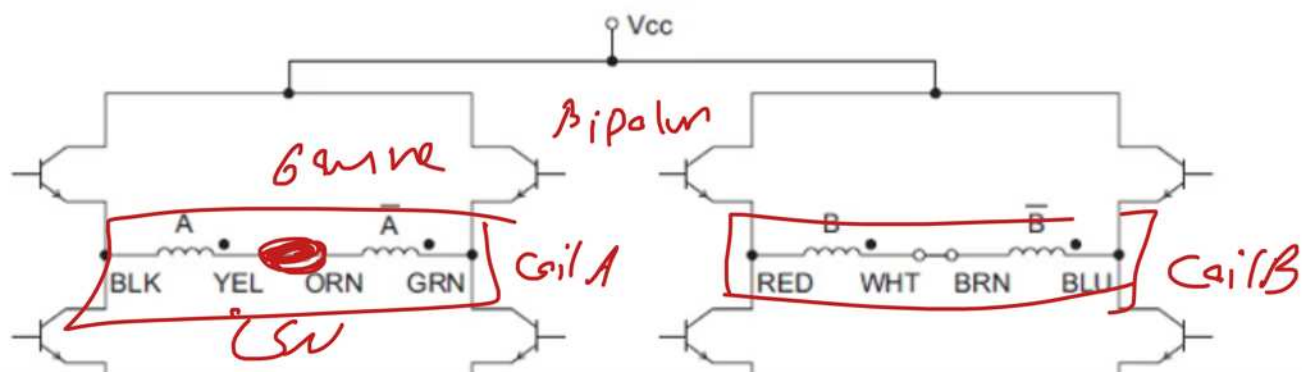 Vcc
Bipolar
A A
B B
BLK YEL ORN GRN
Coil A
RED WHT BRN BLU
Coil B